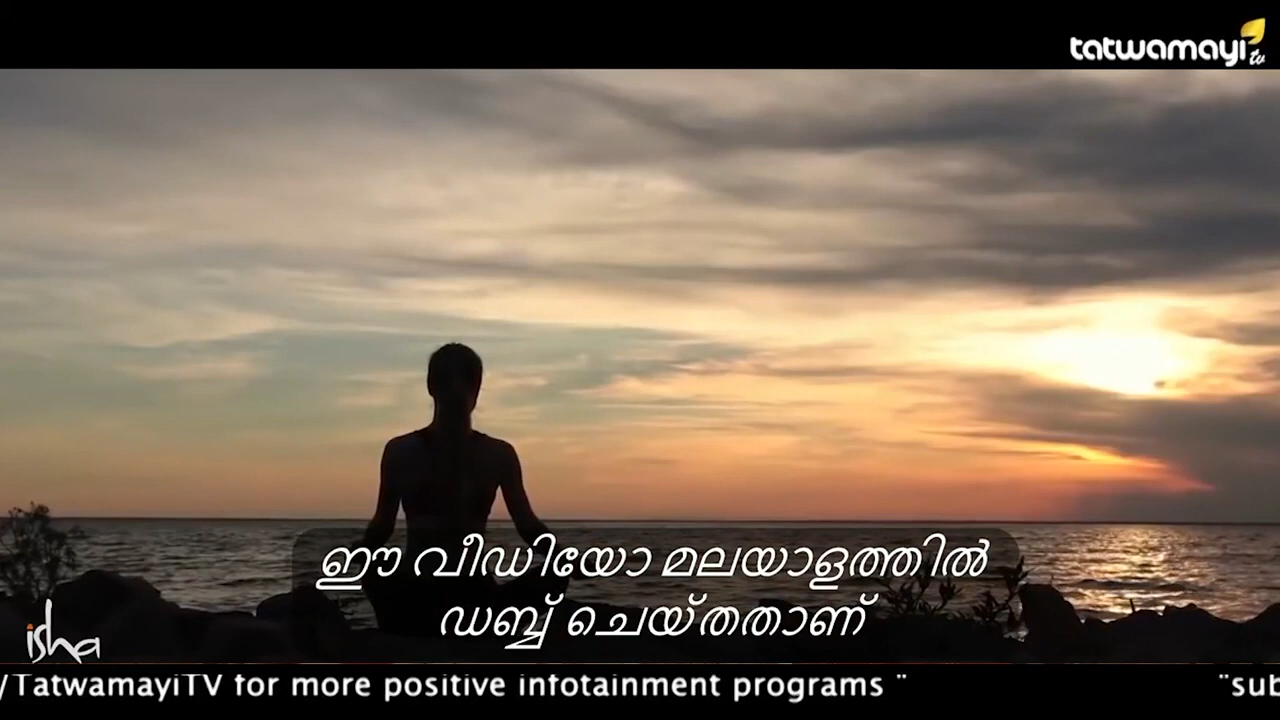 tatwamayi tv
ഈ വീഡിയോ മലയാളത്തിൽ
ഡബ്ബ് ചെയ്തതാണ്
isha
/TatwamayiTV for more positive infotainment programs " "sub